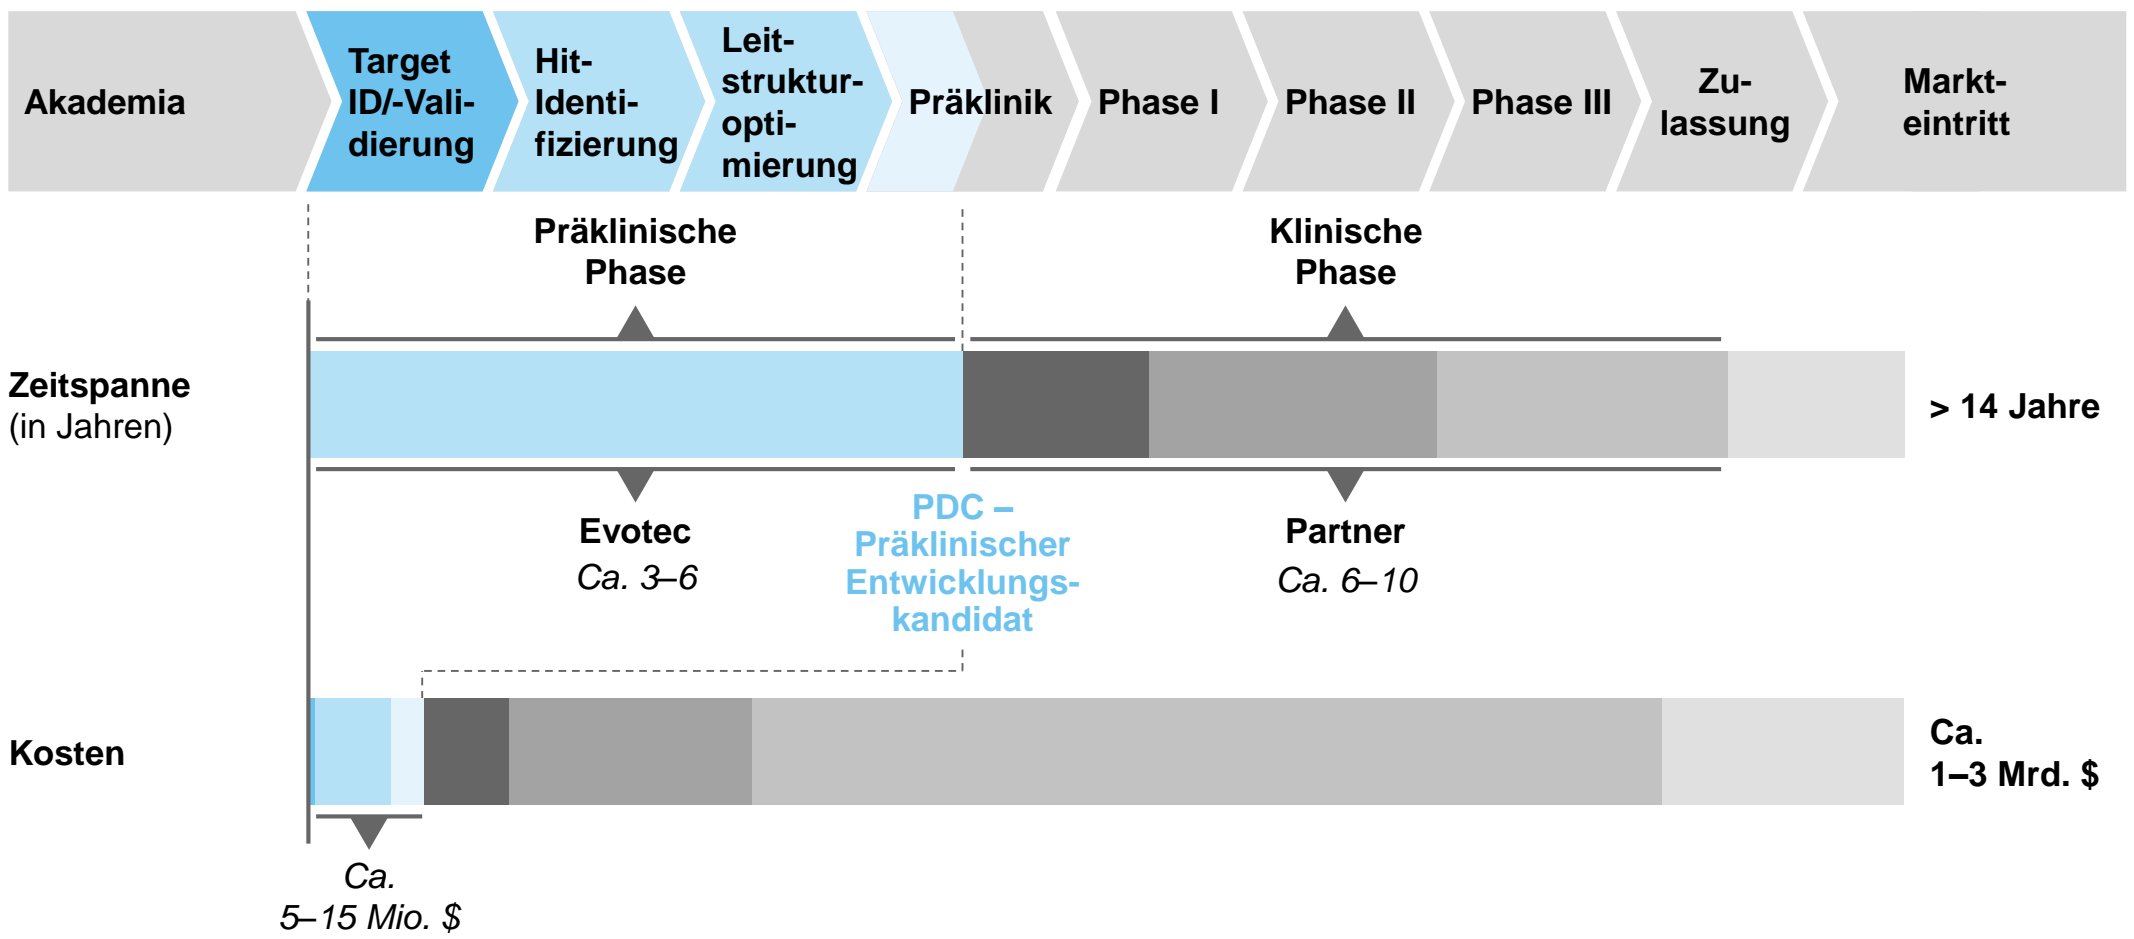 Akademia
Target
ID/-Vali-
dierung
Hit-
Identi-
fizierung
Leit-
struktur-
opti-
mierung
Präklinik
Phase I
Phase II
Phase III
Zu-
lassung
Markt-
eintritt
Präklinische
Phase
Klinische
Phase
Zeitspanne
(in Jahren)
> 14 Jahre
Evotec
Ca. 3–6
PDC –
Präklinischer
Entwicklungs-
kandidat
Partner
Ca. 6–10
Kosten
Ca.
1–3 Mrd. $
Ca.
5–15 Mio. $